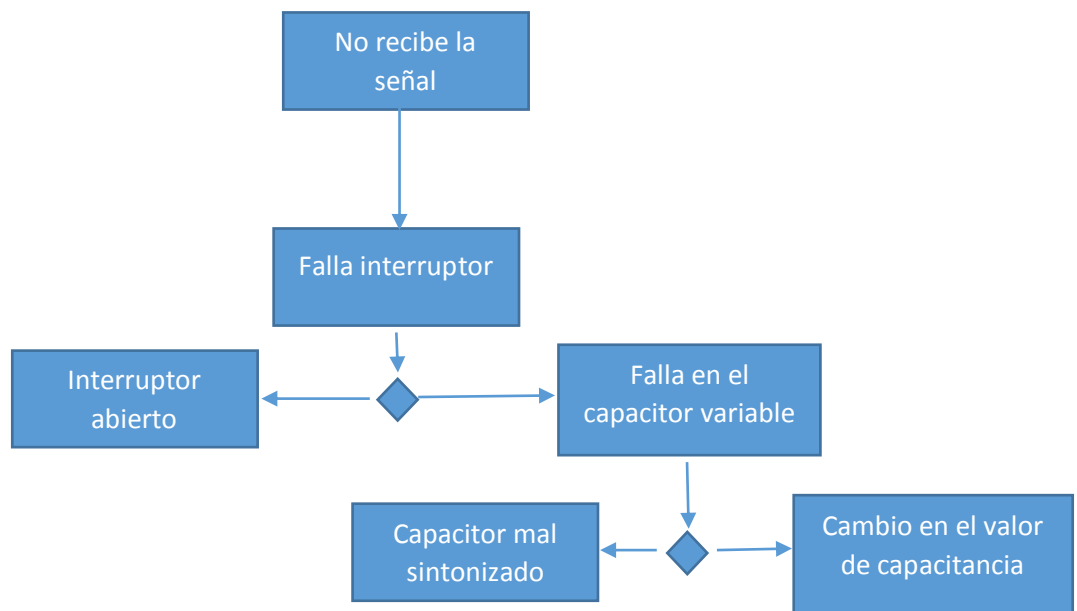 No recibe la
señal
Falla interruptor
Interruptor
abierto
Falla en el
capacitor variable
Capacitor mal
sintonizado
Cambio en el valor
de capacitancia